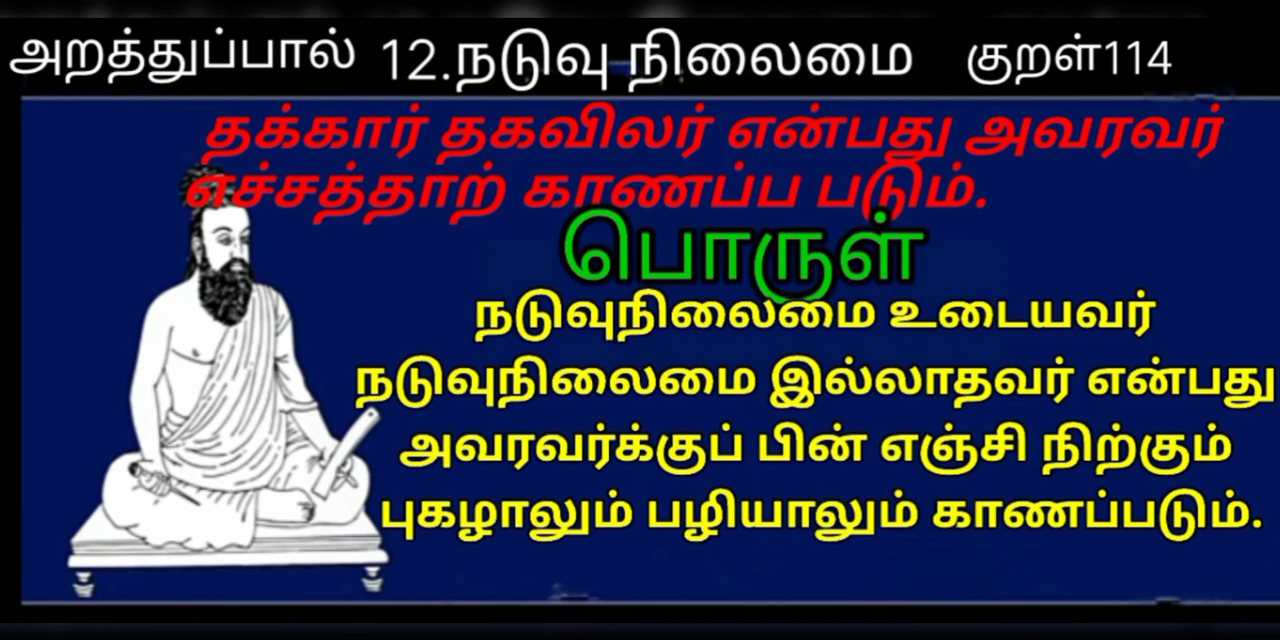 அறத்துப்பால் 12.நடுவு நிலைமை குறள்114
தக்கார் தகவிலர் என்பது அவரவர்
எச்சத்தாற் காணப்ப படும்.
பொருள்
நடுவுநிலைமை உடையவர்
நடுவுநிலைமை இல்லாதவர் என்பது
அவரவர்க்குப் பின் எஞ்சி நிற்கும்
புகழாலும் பழியாலும் காணப்படும்.